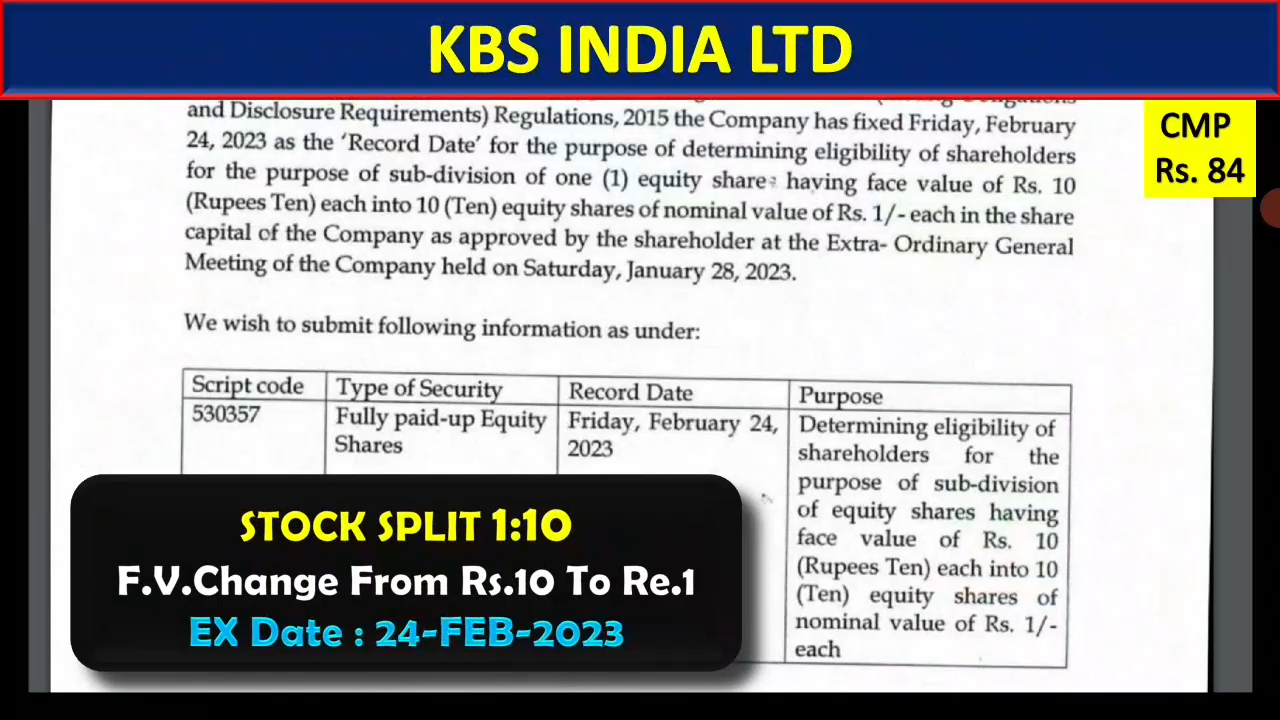 KBS INDIA LTD
and Disclosure Requirements) Regulations, 2015 the Company has fixed Friday, February
24, 2023 as the ‘Record Date’ for the purpose of determining eligibility of shareholders
for the purpose of sub-division of one (1) equity shares having face value of Rs. 10
(Rupees Ten) each into 10 (Ten) equity shares of nominal value of Rs. 1/- each in the share
capital of the Company as approved by the shareholder at the Extra- Ordinary General
Meeting of the Company held on Saturday, January 28, 2023.
CMP
Rs. 84
We wish to submit following information as under:
Script code
530357
Type of Security
Fully paid-up Equity
Shares
Record Date
Friday, February 24,
2023
Purpose
Determining eligibility of
shareholders for the
purpose of sub-division
of equity shares having
face value of Rs. 10
(Rupees Ten) each into 10
(Ten) equity shares of
nominal value of Rs. 1/-
each
STOCK SPLIT 1:10
F.V.Change From Rs.10 To Re.1
EX Date : 24-FEB-2023